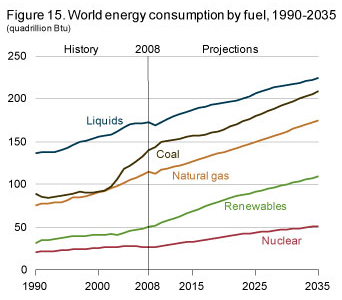 Figure 15. World energy consumption by fuel, 1990-2035
(quadrillion Btu)
History 2008 Projections
250
200
150
100
50
0
Liquids
Coal
Natural gas
Renewables
Nuclear
1990 2000 2008 2015 2025 2035